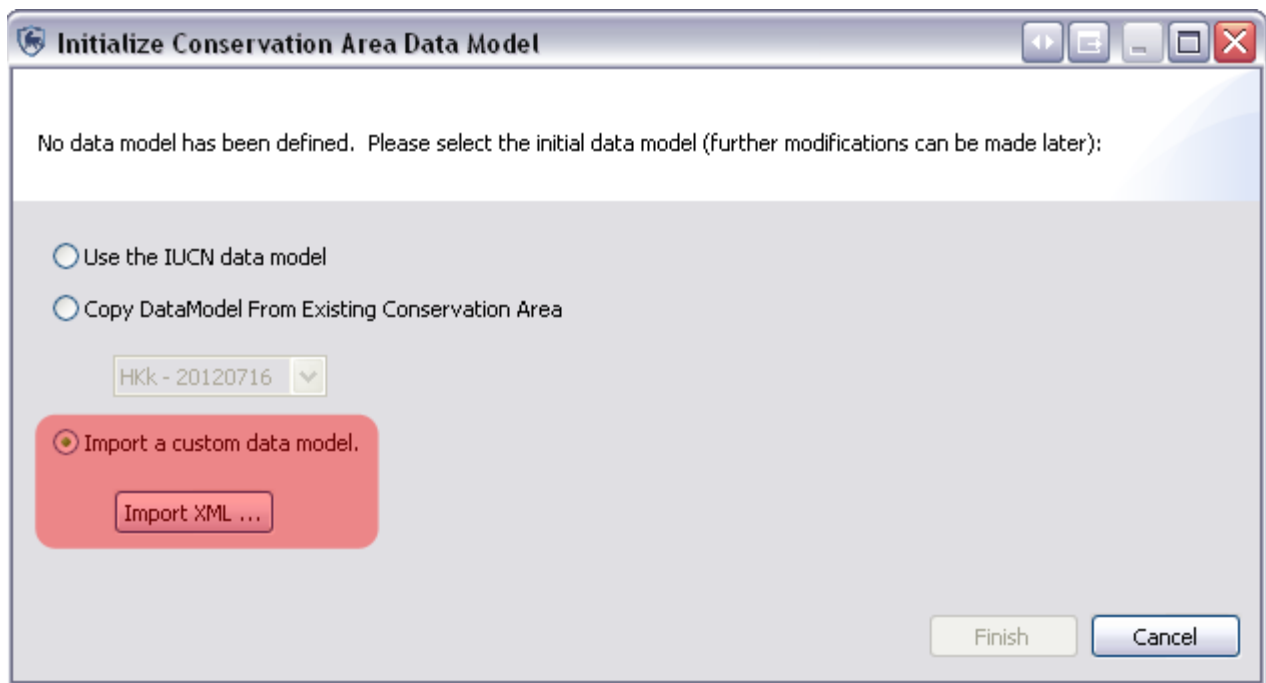 Initialize Conservation Area Data Model
No data model has been defined.  Please select the initial data model (further modifications can be made later):
Use the IUCN data model
Copy DataModel From Existing Conservation Area
HKk - 20120716
Import a custom data model.
Import XML ...
Finish
Cancel